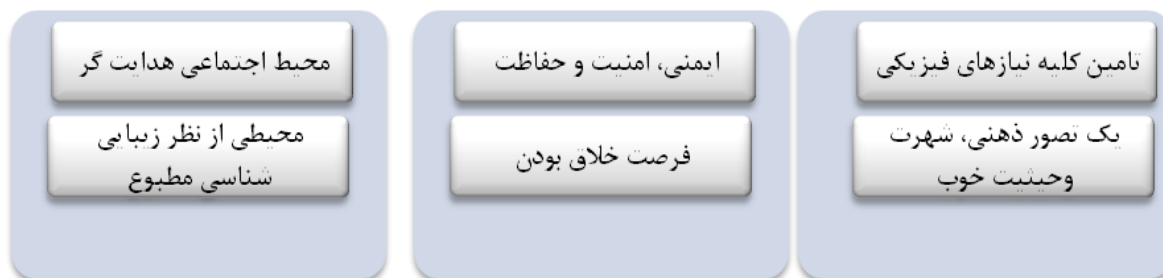 تامین کلیه نیازهای فیزیکی
یک تصور ذهنی، شهرت
وحیثیت خوب
ایمنی، امنیت و حفاظت
فرصت خلاق بودن
محیط اجتماعی هدایت گر
محیطی از نظر زیبایی
شناسی مطبوع